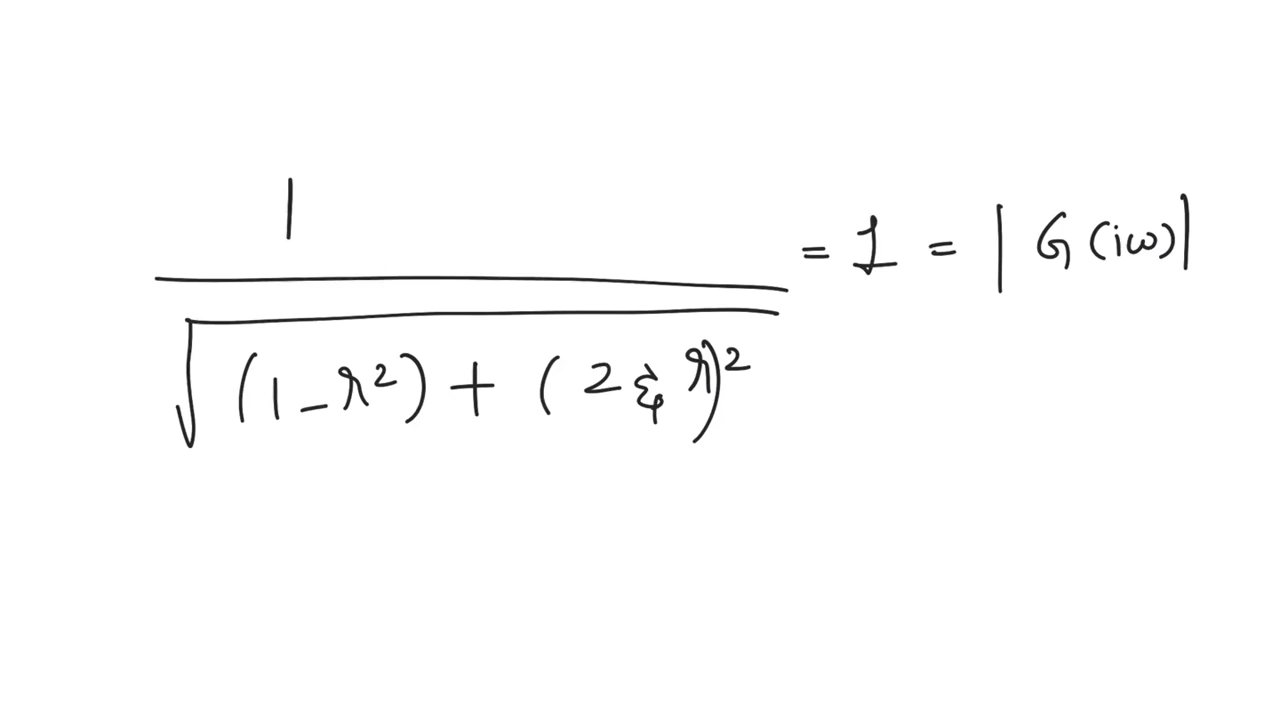 1 / √((1 - r²) + (2ξr)²) = 1 = |G(iω)|